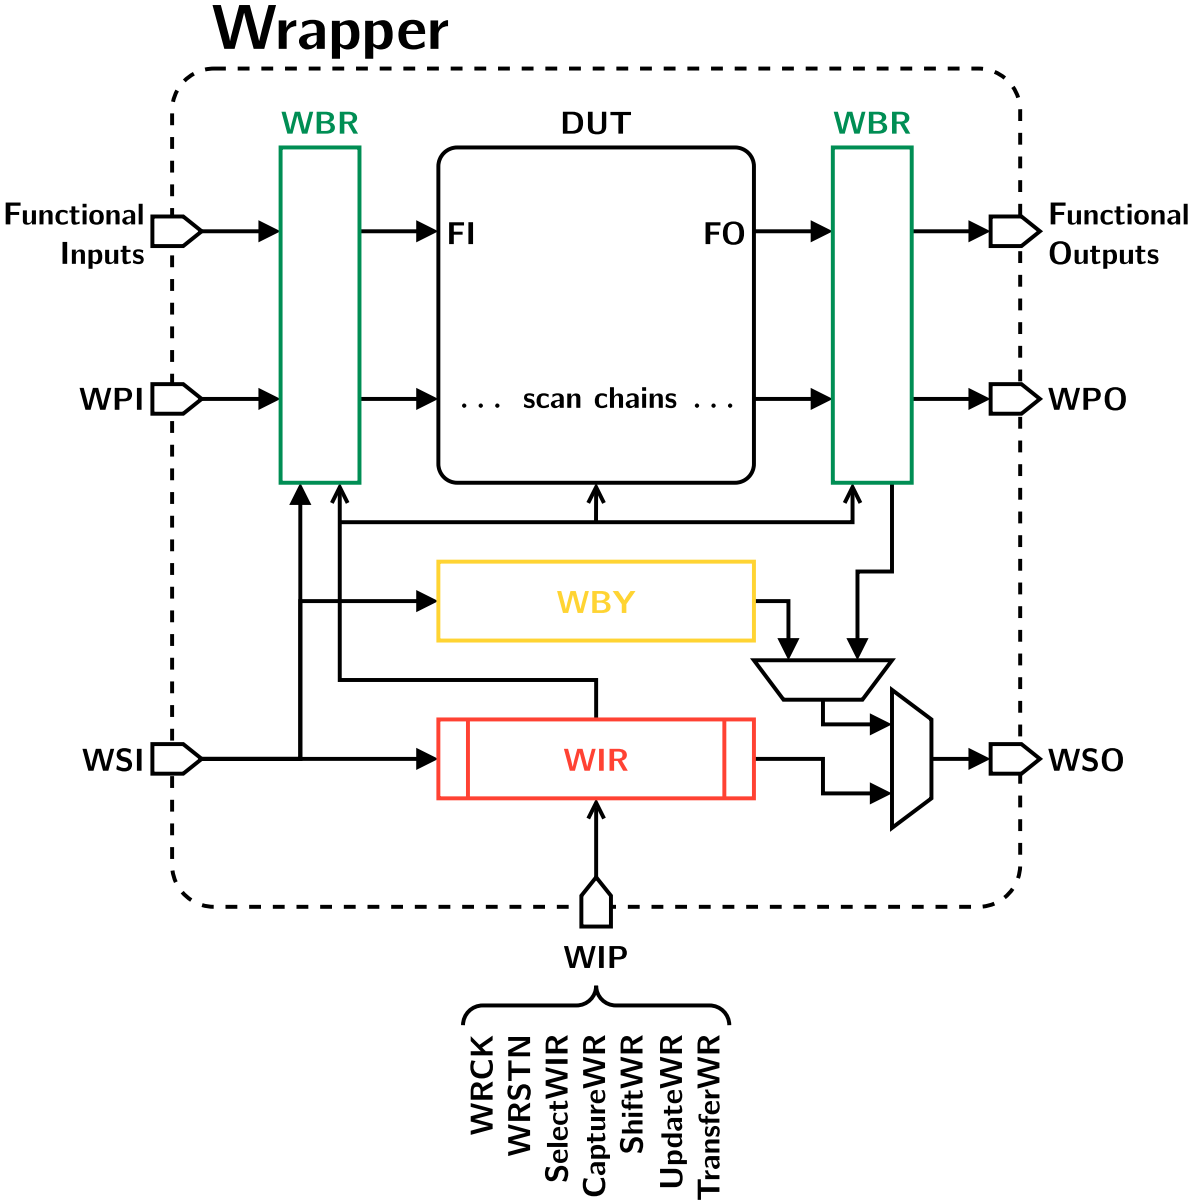 Wrapper
WBR
DUT
WBR
Functional
Inputs
FI
FO
Functional
Outputs
WPI
. . . scan chains . . .
WPO
WBY
WSI
WIR
WSO
WIP
WRCK
WRSTN
SelectWIR
CaptureWR
ShiftWR
UpdateWR
TransferWR